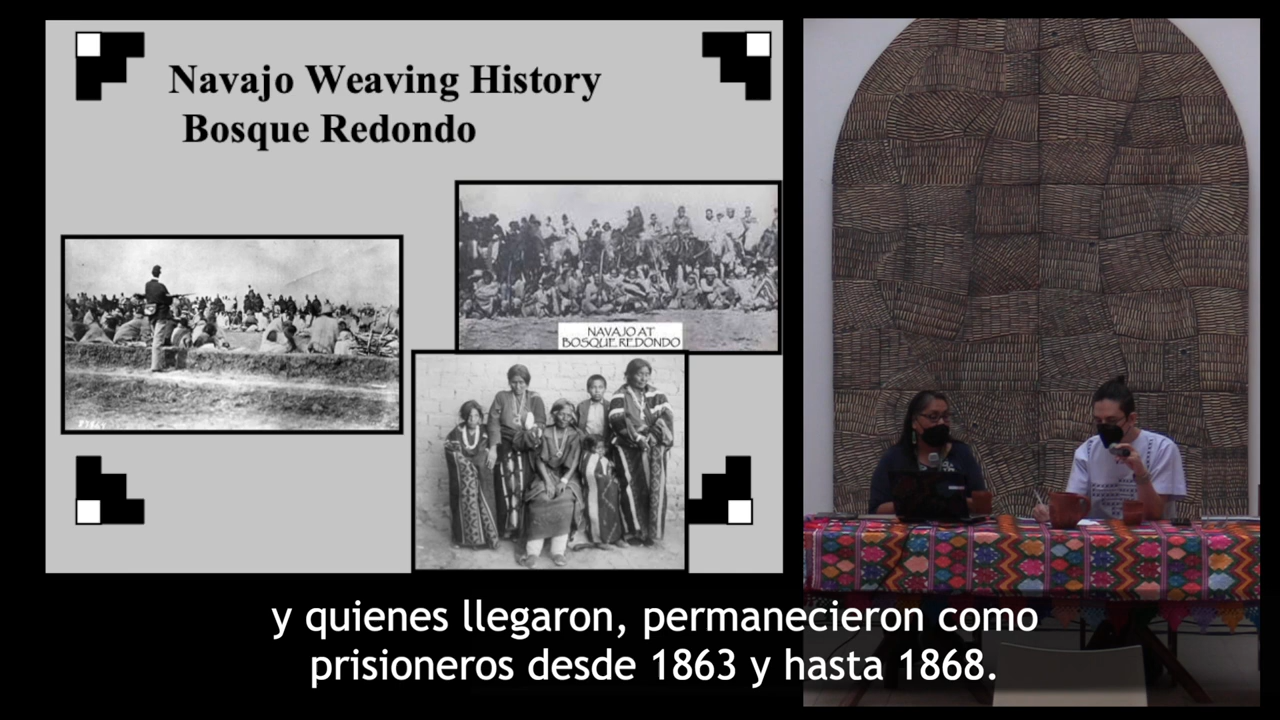 Navajo Weaving History
Bosque Redondo
NAVAJO AT
BOSQUE REDONDO
y quienes llegaron, permanecieron como
prisioneros desde 1863 y hasta 1868.